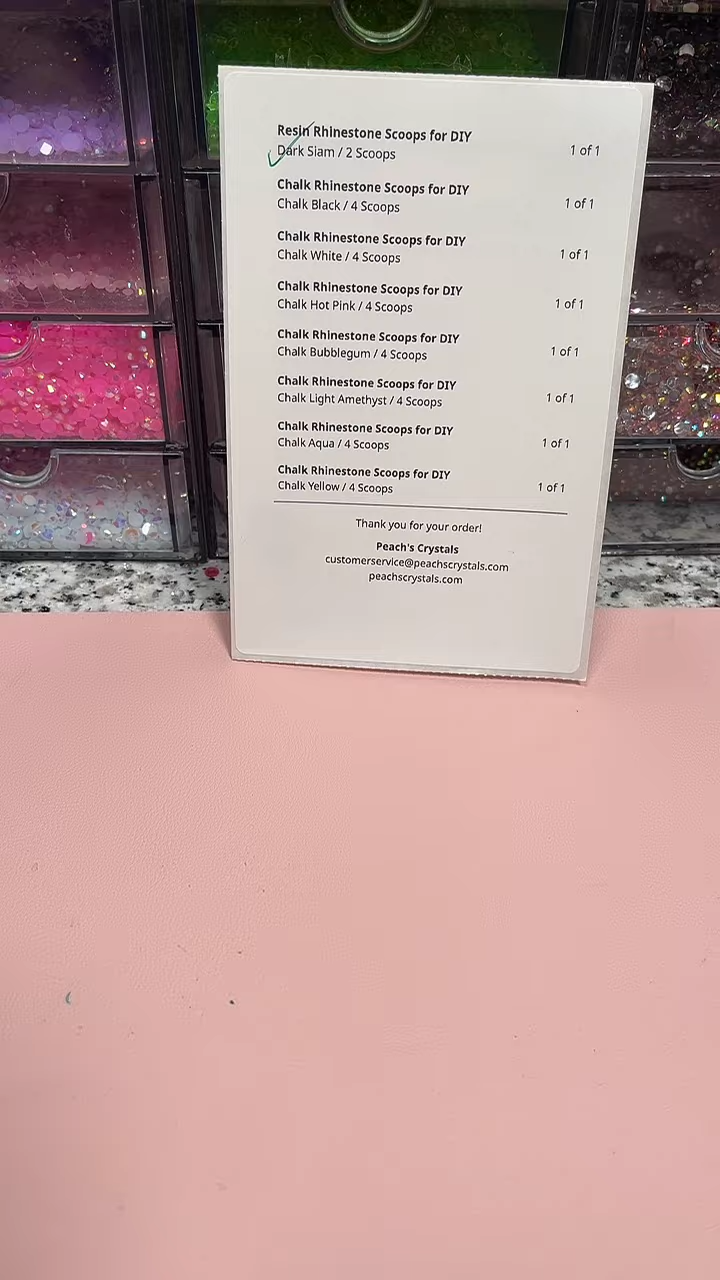 Resin Rhinestone Scoops for DIY
Dark Siam / 2 Scoops 1 of 1
Chalk Rhinestone Scoops for DIY
Chalk Black / 4 Scoops 1 of 1
Chalk Rhinestone Scoops for DIY
Chalk White / 4 Scoops 1 of 1
Chalk Rhinestone Scoops for DIY
Chalk Hot Pink / 4 Scoops 1 of 1
Chalk Rhinestone Scoops for DIY
Chalk Bubblegum / 4 Scoops 1 of 1
Chalk Rhinestone Scoops for DIY
Chalk Light Amethyst / 4 Scoops 1 of 1
Chalk Rhinestone Scoops for DIY
Chalk Aqua / 4 Scoops 1 of 1
Chalk Rhinestone Scoops for DIY
Chalk Yellow / 4 Scoops 1 of 1
Thank you for your order!
Peach's Crystals
customerservice@peachscrystals.com
peachscrystals.com